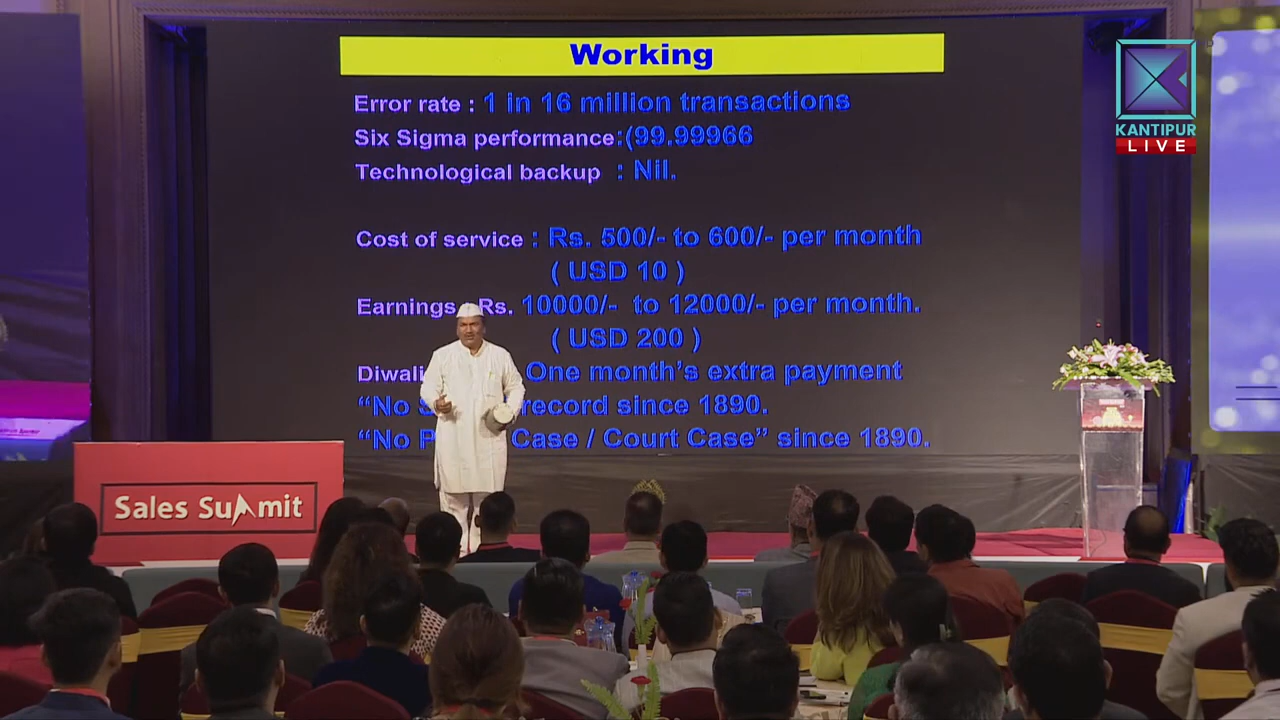 Working
Error rate : 1 in 16 million transactions
Six Sigma performance:(99.99966
Technological backup : Nil.
Cost of service : Rs. 500/- to 600/- per month
( USD 10 )
Earnings Rs. 10000/- to 12000/- per month.
( USD 200 )
Diwali One month's extra payment
“No record since 1890.
“No Case / Court Case” since 1890.
KANTIPUR
LIVE
Sales Summit